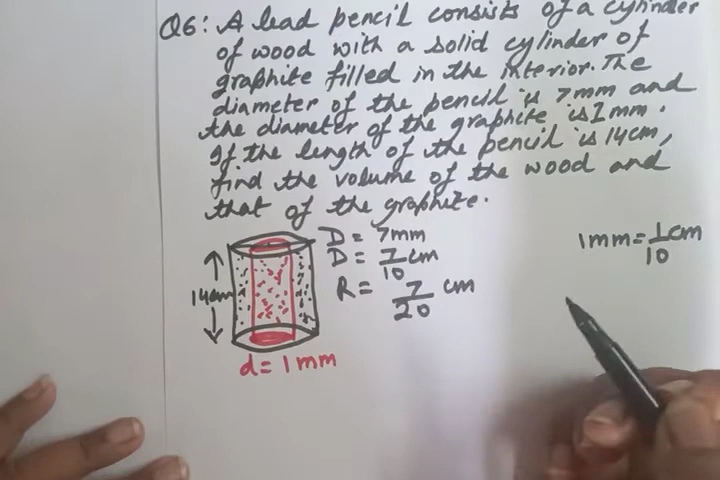 Q6: A lead pencil consists of a cylinder
of wood with a solid cylinder of
graphite filled in the interior. The
diameter of the pencil is 7mm and
the diameter of the graphite is 1mm.
If the length of the pencil is 14cm,
find the volume of the wood and
that of the graphite.
D = 7mm
D = 7/10 cm
R = 7/20 cm
1mm = 1/10 cm
14cm
d = 1mm